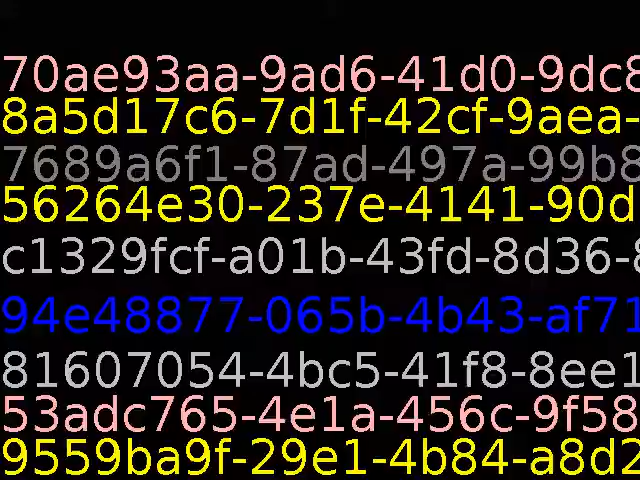 70ae93aa-9ad6-41d0-9dc8
8a5d17c6-7d1f-42cf-9aea-
7689a6f1-87ad-497a-99b8
56264e30-237e-4141-90d
c1329fcf-a01b-43fd-8d36-8
94e48877-065b-4b43-af71
81607054-4bc5-41f8-8ee1
53adc765-4e1a-456c-9f58
9559ba9f-29e1-4b84-a8d2